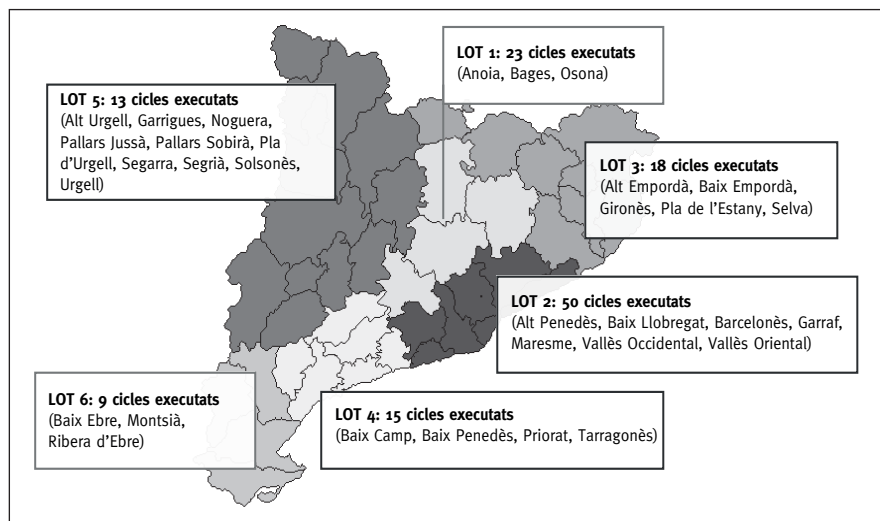 LOT 1: 23 cicles executats
(Anoia, Bages, Osona)
LOT 5: 13 cicles executats
(Alt Urgell, Garrigues, Noguera,
Pallars Jussà, Pallars Sobirà, Pla
d’Urgell, Segarra, Segrià, Solsonès,
Urgell)
LOT 3: 18 cicles executats
(Alt Empordà, Baix Empordà,
Gironès, Pla de l’Estany, Selva)
LOT 2: 50 cicles executats
(Alt Penedès, Baix Llobregat, Barcelonès, Garraf,
Maresme, Vallès Occidental, Vallès Oriental)
LOT 6: 9 cicles executats
(Baix Ebre, Montsià,
Ribera d’Ebre)
LOT 4: 15 cicles executats
(Baix Camp, Baix Penedès, Priorat, Tarragonès)